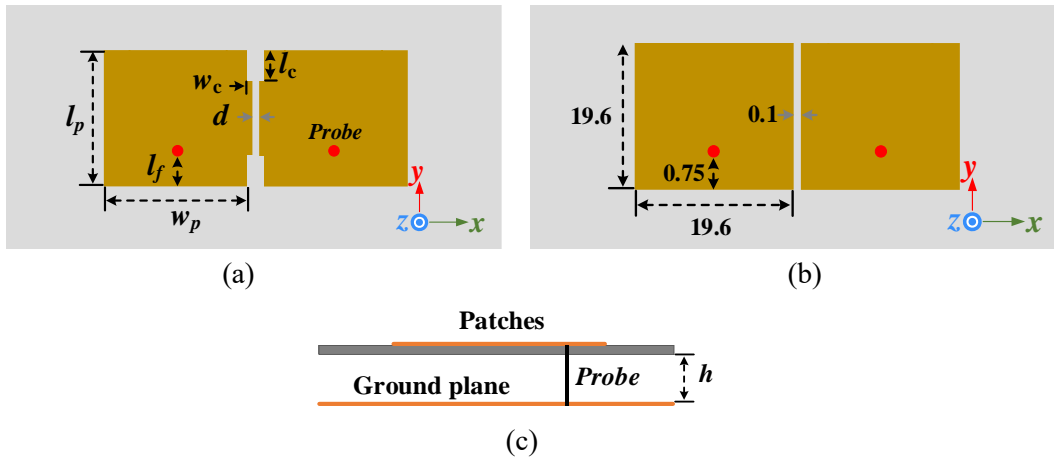 l_c
w_c
d
l_p
Probe
l_f
w_p
y
z
x
(a)
19.6
0.1
0.75
19.6
y
z
x
(b)
Patches
Ground plane
Probe
h
(c)